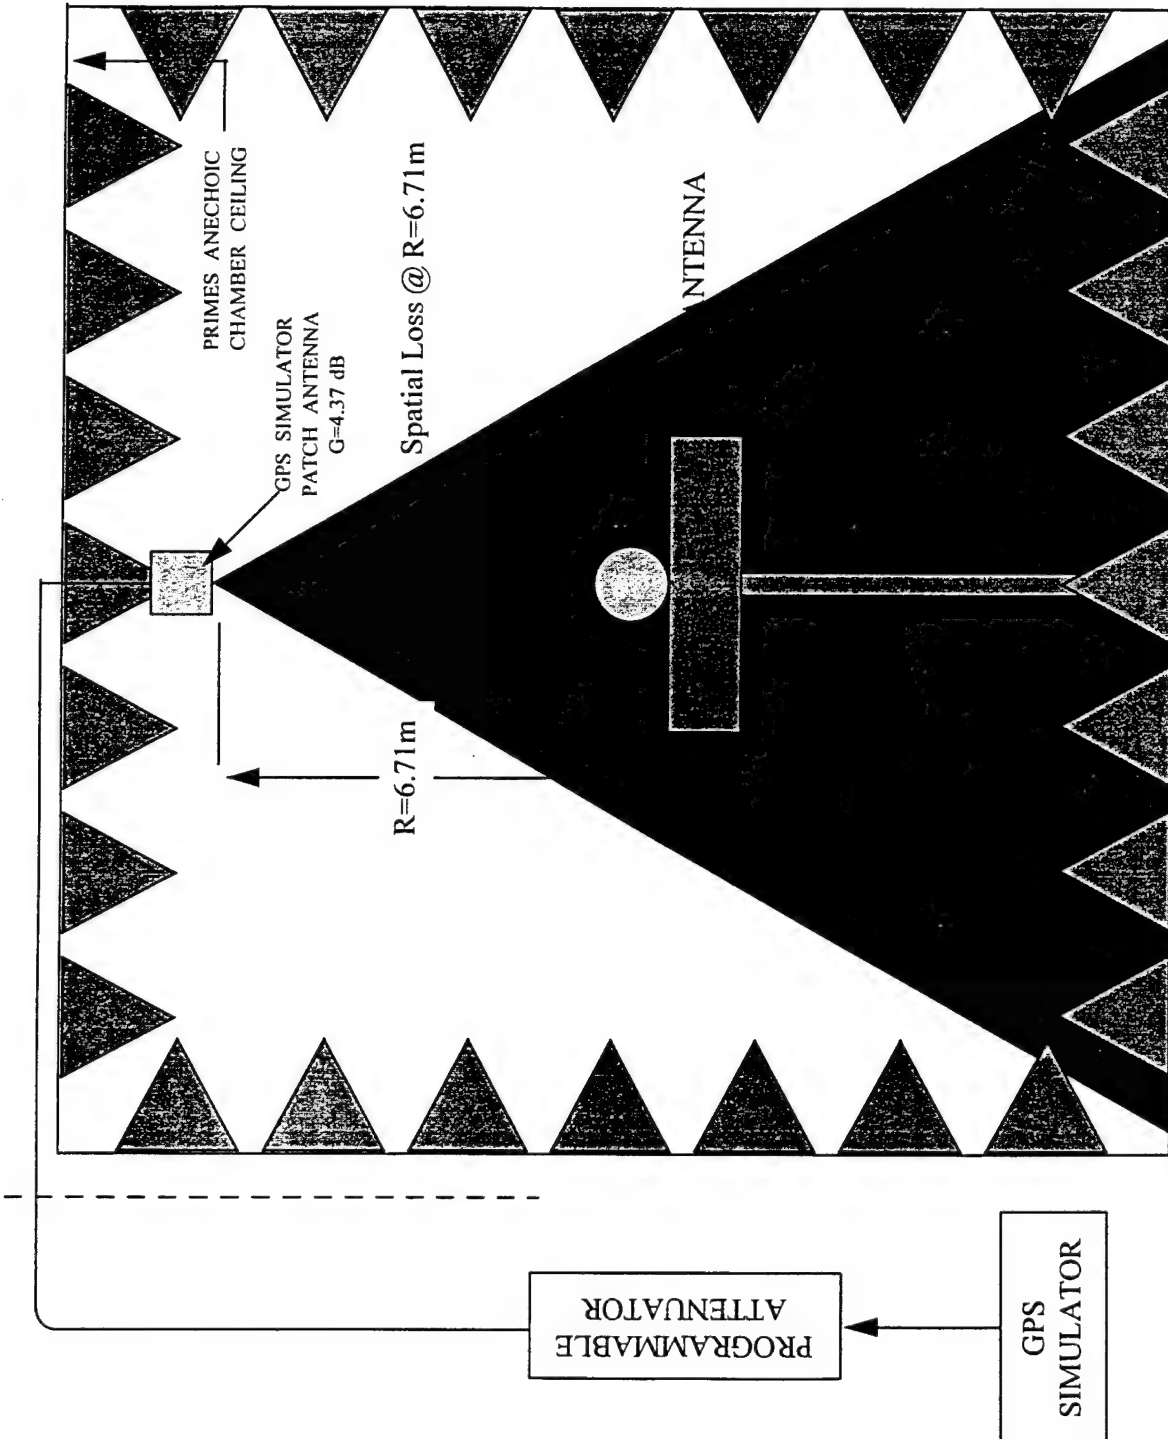 PRIMES ANECHOIC
CHAMBER CEILING
GPS SIMULATOR
PATCH ANTENNA
G=4.37 dB
Spatial Loss @ R=6.71m
NTENNA
R=6.71m
PROGRAMMABLE
ATTENUATOR
GPS
SIMULATOR